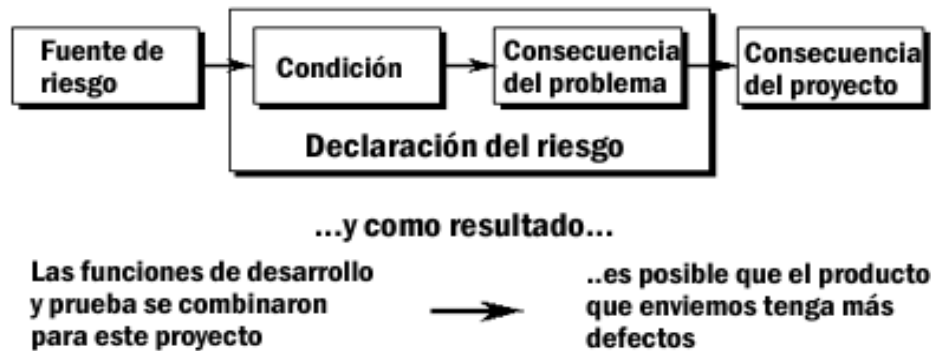 Fuente de
riesgo
Condición
Consecuencia
del problema
Consecuencia
del proyecto
Declaración del riesgo
...y como resultado...
Las funciones de desarrollo
y prueba se combinaron
para este proyecto
..es posible que el producto
que enviemos tenga más
defectos